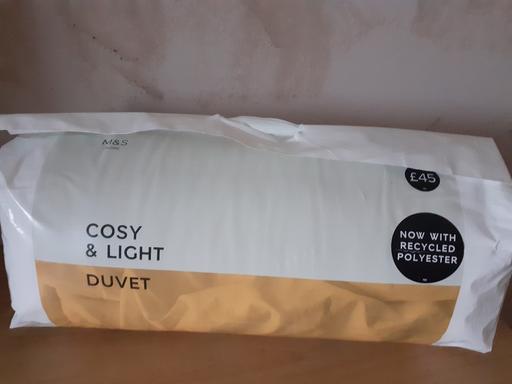 M&S
£45
COSY
& LIGHT
DUVET
NOW WITH
RECYCLED
POLYESTER